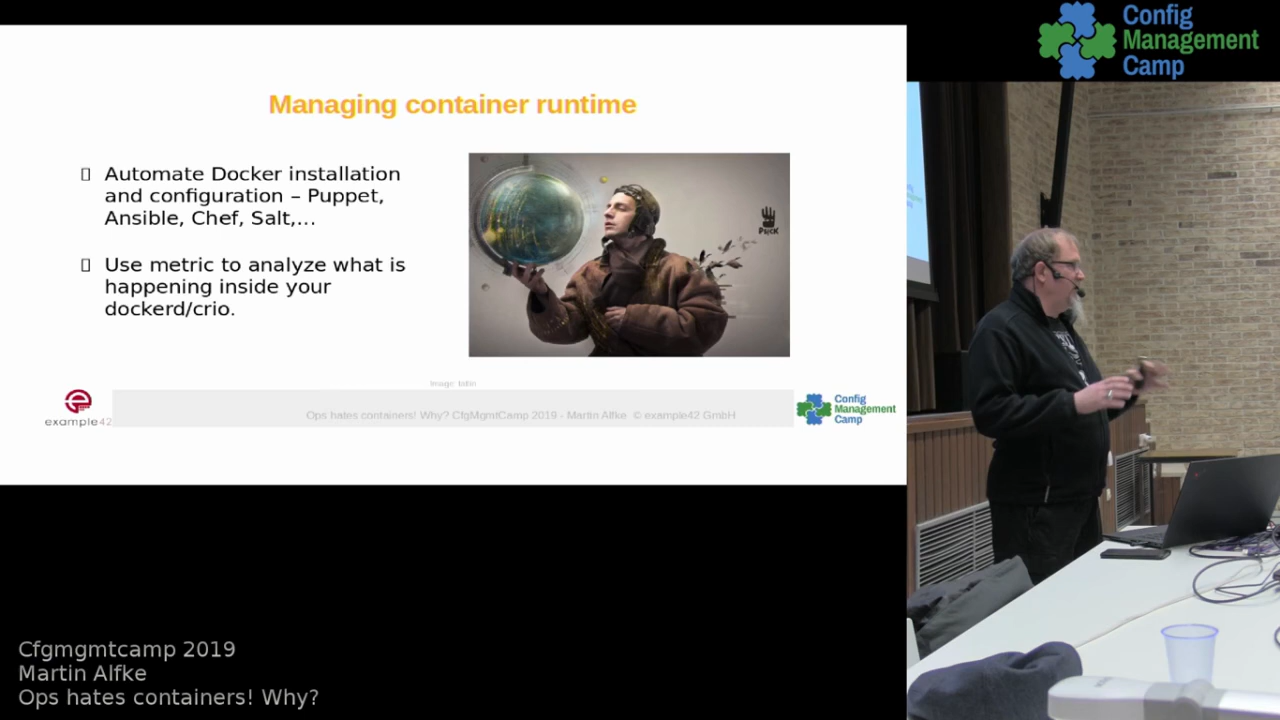 Config
Management
Camp
Managing container runtime
Automate Docker installation
and configuration – Puppet,
Ansible, Chef, Salt,...
Use metric to analyze what is
happening inside your
dockerd/crio.
PUCK
example42
Ops hates containers! Why? CfgMgmtCamp 2019 - Martin Alfke © example42 GmbH
Config
Management
Camp
Cfgmgmtcamp 2019
Martin Alfke
Ops hates containers! Why?